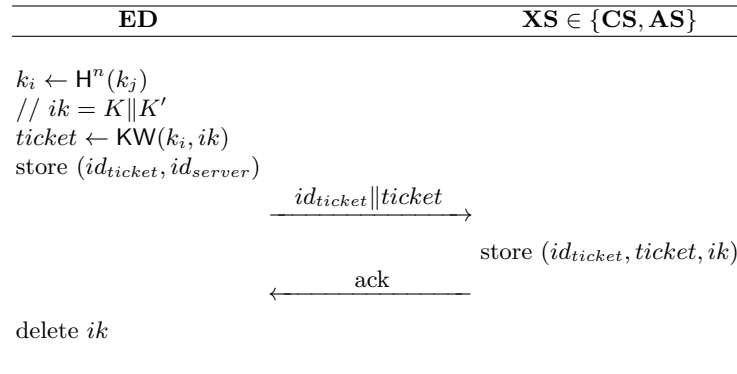 ED XS ∈ {CS, AS}
k_i ← H^n(k_j)
// ik = K∥K′
ticket ← KW(k_i, ik)
store (id_ticket, id_server)
id_ticket∥ticket
store (id_ticket, ticket, ik)
ack
delete ik